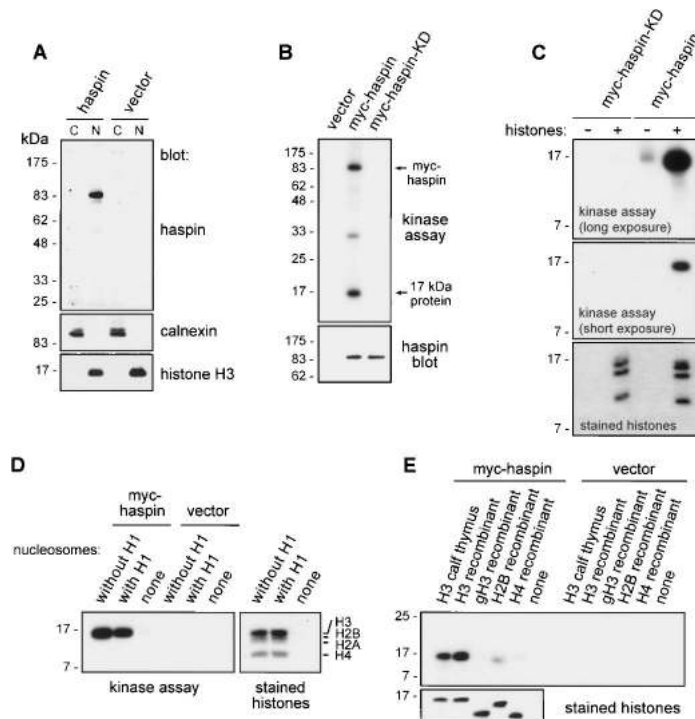 A
haspin
vector
C N C N
kDa
175 -
83 -
62 -
48 -
33 -
25 -
blot:
haspin
83 -
calnexin
17 -
histone H3
B
vector
myc-haspin
myc-haspin-KD
175 -
83 -
62 -
48 -
33 -
17 -
myc-
haspin
kinase
assay
17 kDa
protein
83 -
62 -
haspin
blot
C
myc-haspin-KD
myc-haspin
histones: - + - +
17 -
7 -
kinase assay
(long exposure)
17 -
7 -
kinase assay
(short exposure)
17 -
7 -
stained histones
D
myc-
haspin
vector
nucleosomes:
without H1
with H1
none
without H1
with H1
none
without H1
with H1
none
17 -
7 -
H3
H2B
H2A
H4
kinase assay
stained
histones
E
myc-haspin
vector
H3 calf thymus
H3 recombinant
gH3 recombinant
H2B recombinant
H4 recombinant
none
H3 calf thymus
H3 recombinant
gH3 recombinant
H2B recombinant
H4 recombinant
none
25 -
17 -
7 -
17 -
stained histones